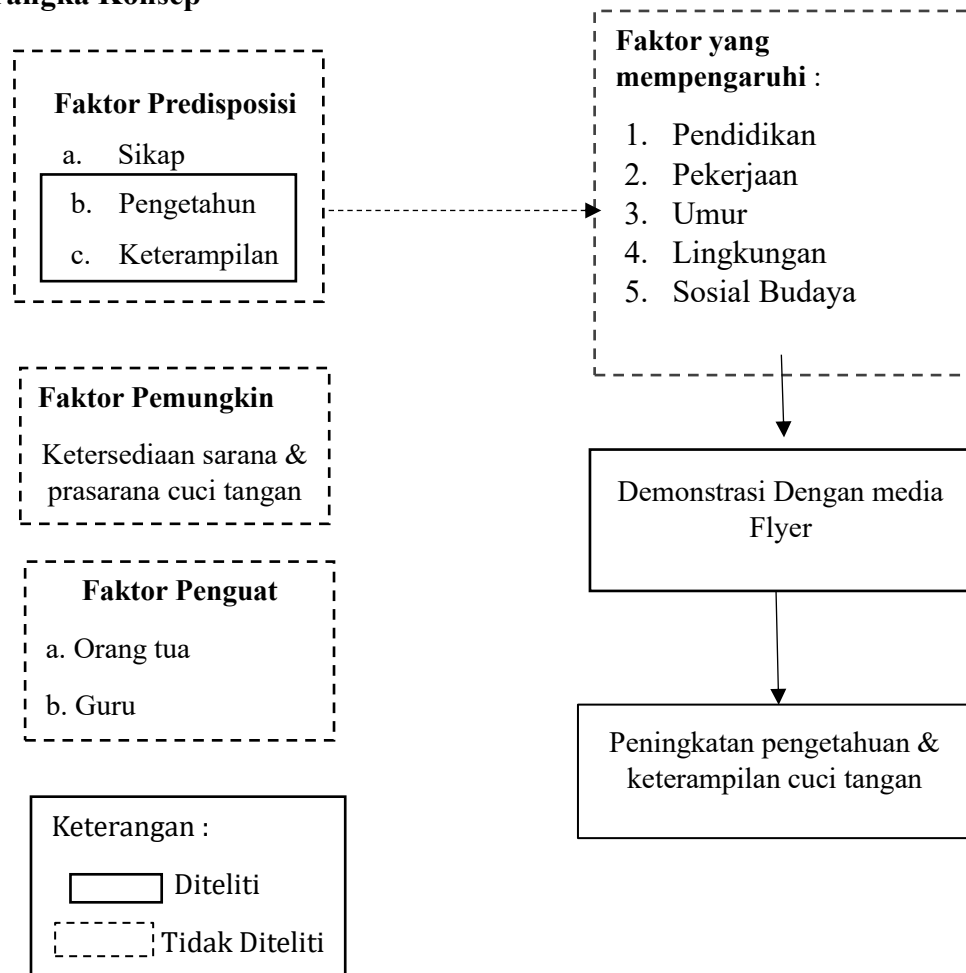 Faktor Predisposisi
a. Sikap
b. Pengetahun
c. Keterampilan
Faktor Pemungkin
Ketersediaan sarana &
prasarana cuci tangan
Faktor Penguat
a. Orang tua
b. Guru
Keterangan :
Diteliti
Tidak Diteliti
Faktor yang
mempengaruhi :
1. Pendidikan
2. Pekerjaan
3. Umur
4. Lingkungan
5. Sosial Budaya
Demonstrasi Dengan media
Flyer
Peningkatan pengetahuan &
keterampilan cuci tangan